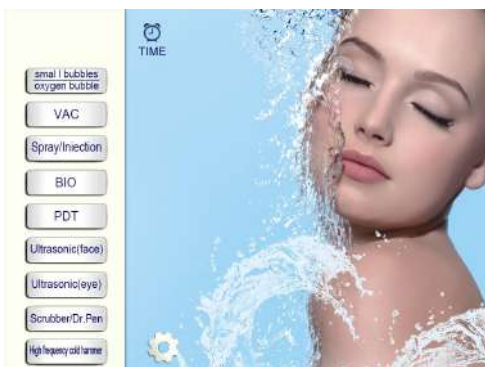 TIME
smal l bubbles
oxygen bubble
VAC
Spray/Iniection
BIO
PDT
Ultrasonic(face)
Ultrasonic(eye)
Scrubber/Dr.Pen
High frequency cold hammer